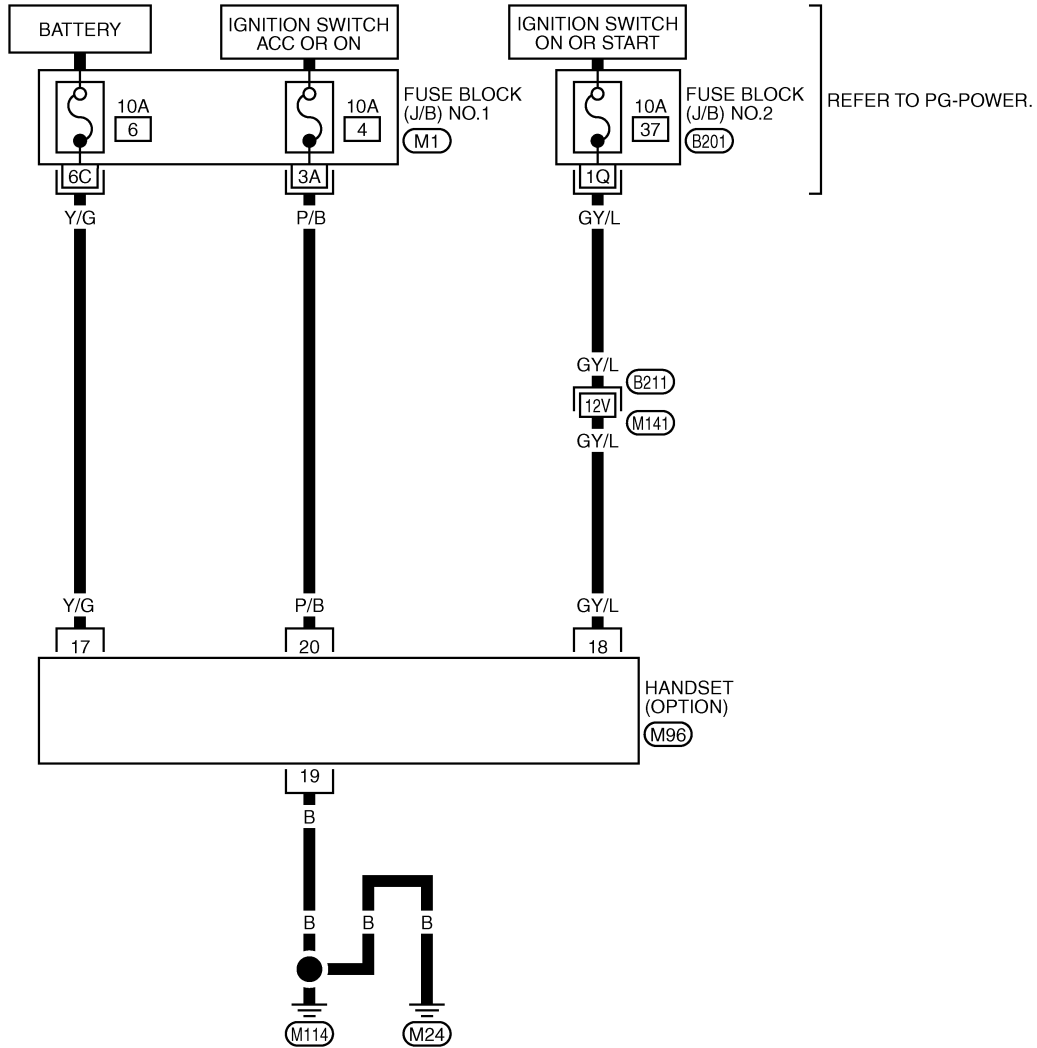 BATTERY
IGNITION SWITCH
ACC OR ON
IGNITION SWITCH
ON OR START
10A
6
10A
4
FUSE BLOCK
(J/B) NO.1
M1
10A
37
FUSE BLOCK
(J/B) NO.2
B201
REFER TO PG-POWER.
6C
3A
1Q
Y/G
P/B
GY/L
GY/L
B211
12V
M141
GY/L
Y/G
P/B
GY/L
17
20
18
HANDSET
(OPTION)
M96
19
B
B
B
B
M114
M24